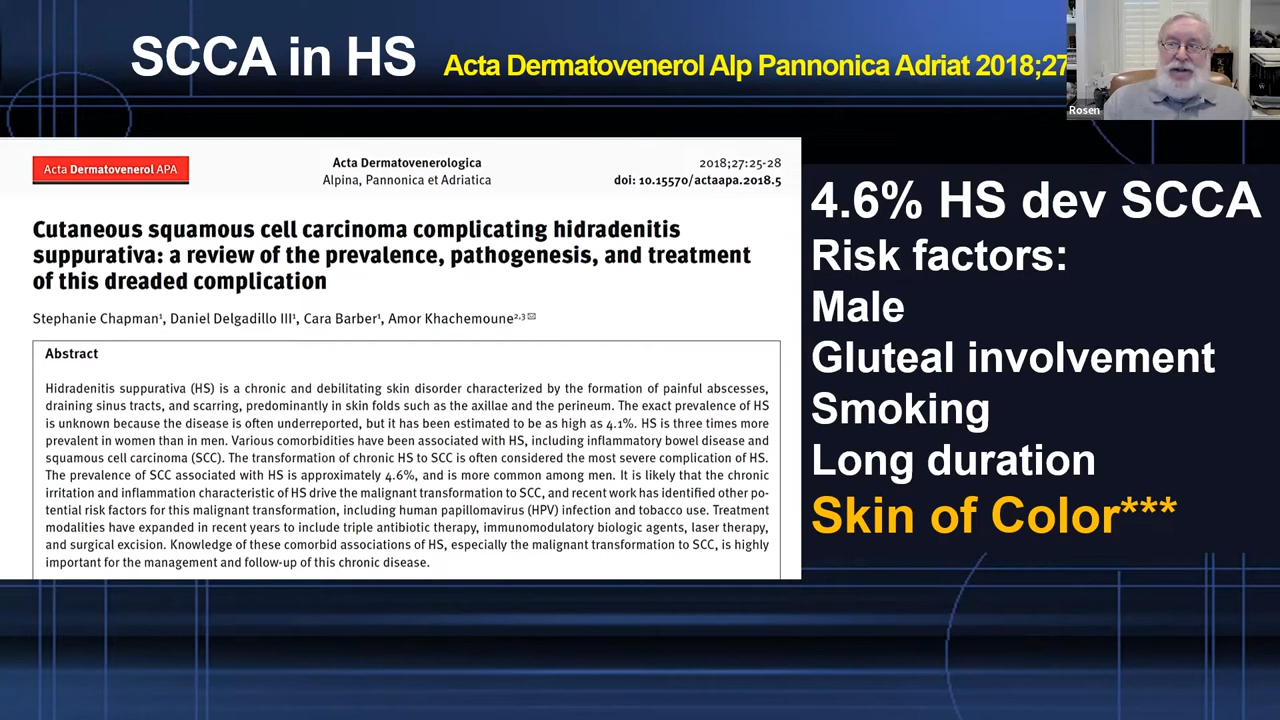 SCCA in HS Acta Dermatovenerol Alp Pannonica Adriat 2018;27
Rosen
Acta Dermatovenerol APA
Acta Dermatovenerologica
Alpina, Pannonica et Adriatica
2018;27:25-28
doi: 10.15570/actaapa.2018.5
Cutaneous squamous cell carcinoma complicating hidradenitis
suppurativa: a review of the prevalence, pathogenesis, and treatment
of this dreaded complication
Stephanie Chapman¹, Daniel Delgadillo III¹, Cara Barber¹, Amor Khachemoune²,³ ✉
Abstract
Hidradenitis suppurativa (HS) is a chronic and debilitating skin disorder characterized by the formation of painful abscesses,
draining sinus tracts, and scarring, predominantly in skin folds such as the axillae and the perineum. The exact prevalence of HS
is unknown because the disease is often underreported, but it has been estimated to be as high as 4.1%. HS is three times more
prevalent in women than in men. Various comorbidities have been associated with HS, including inflammatory bowel disease and
squamous cell carcinoma (SCC). The transformation of chronic HS to SCC is often considered the most severe complication of HS.
The prevalence of SCC associated with HS is approximately 4.6%, and is more common among men. It is likely that the chronic
irritation and inflammation characteristic of HS drive the malignant transformation to SCC, and recent work has identified other po-
tential risk factors for this malignant transformation, including human papillomavirus (HPV) infection and tobacco use. Treatment
modalities have expanded in recent years to include triple antibiotic therapy, immunomodulatory biologic agents, laser therapy,
and surgical excision. Knowledge of these comorbid associations of HS, especially the malignant transformation to SCC, is highly
important for the management and follow-up of this chronic disease.
4.6% HS dev SCCA
Risk factors:
Male
Gluteal involvement
Smoking
Long duration
Skin of Color***